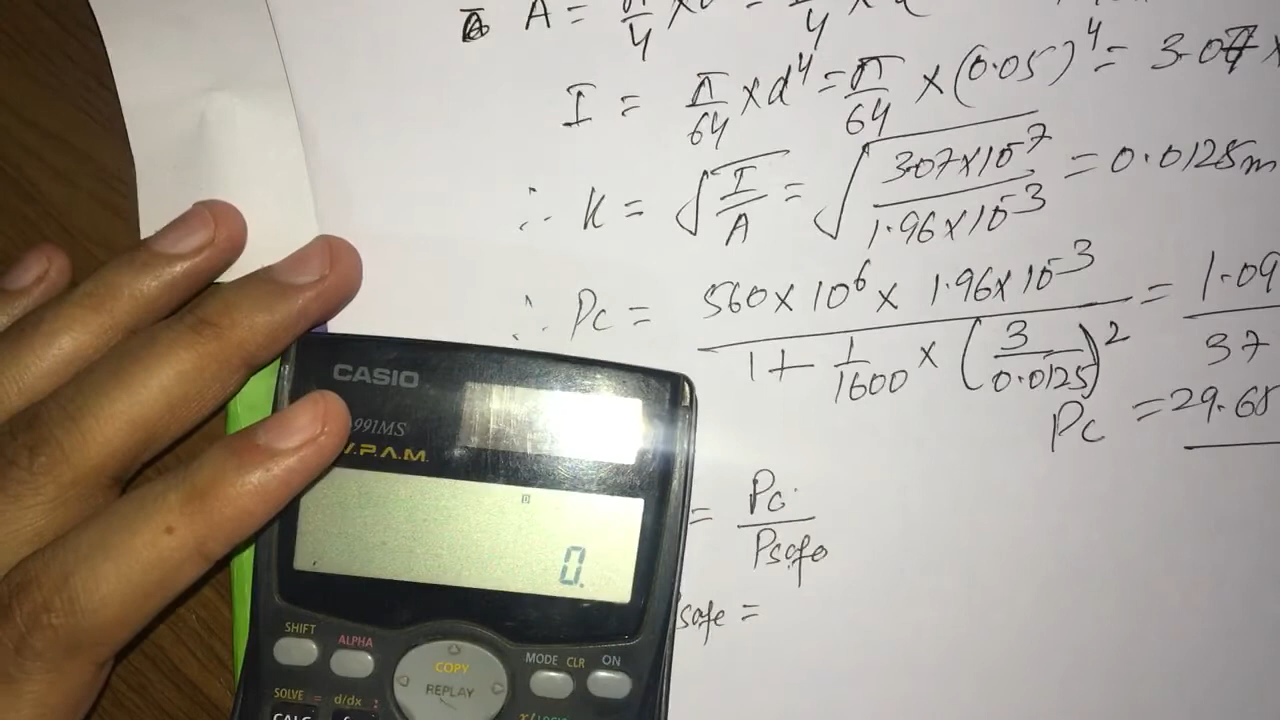 A = π/4 × d = π/4 × d
I = π/64 × d⁴ = π/64 × (0.05)⁴ = 3.07 ×
∴ K = √(I/A) = √(3.07×10⁻⁷/1.96×10⁻³) = 0.0125m
∴ Pc = 560×10⁶ × 1.96×10⁻³ / 1 + 1/1600 × (3/0.0125)² = 1.09 / 37
Pc = 29.68
= Pc / Psafe
safe =
CASIO
991MS
V.P.A.M.
0.
SHIFT ALPHA
COPY
REPLAY
MODE CLR ON
SOLVE = d/dx :
CALC